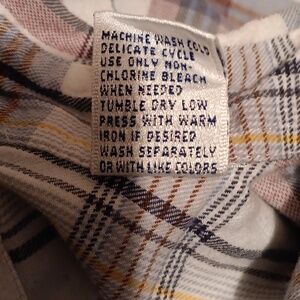 MACHINE WASH COLD
DELICATE CYCLE
USE ONLY NON-
CHLORINE BLEACH
WHEN NEEDED
TUMBLE DRY LOW
PRESS WITH WARM
IRON IF DESIRED
WASH SEPARATELY
OR WITH LIKE COLORS